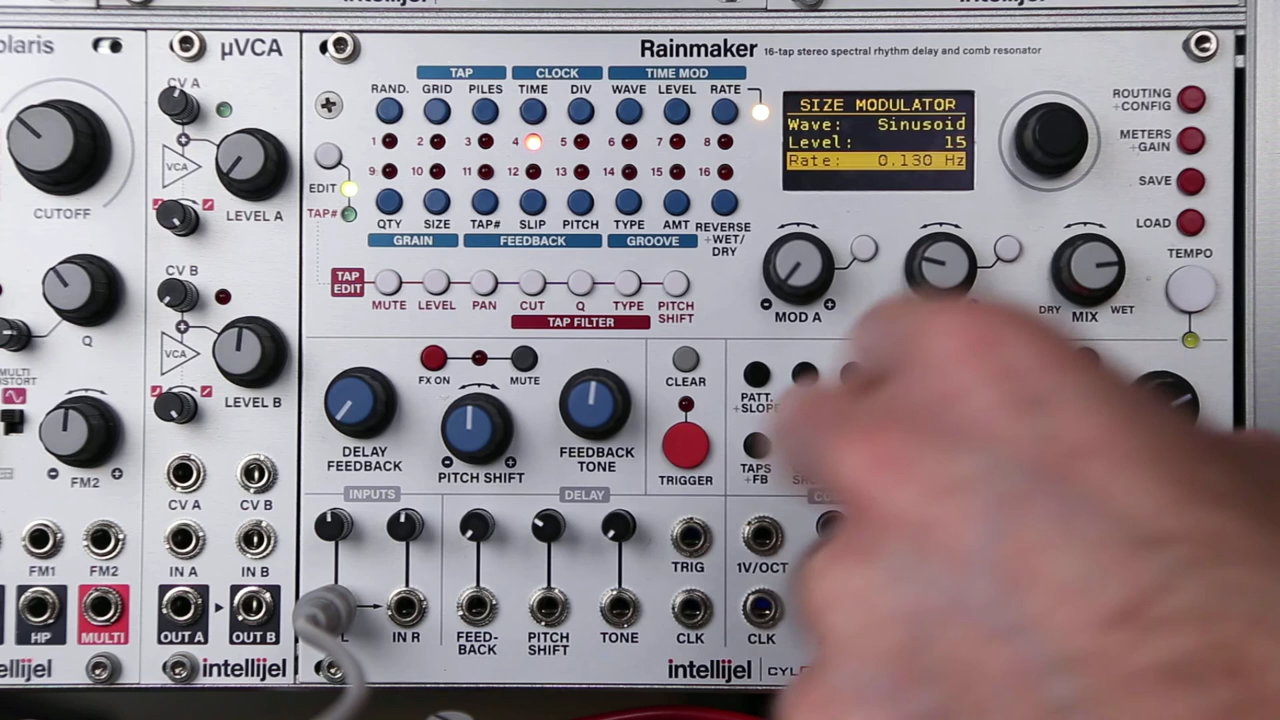 intellijel
intellijel
olaris
CUTOFF
Q
FM2
FM1
FM2
HP
MULTI
ellijel
µVCA
CV A
VCA
LEVEL A
CV B
VCA
LEVEL B
CV A
CV B
IN A
IN B
OUT A
OUT B
intellijel
Rainmaker 16-tap stereo spectral rhythm delay and comb resonator
TAP CLOCK TIME MOD
RAND. GRID PILES TIME DIV WAVE LEVEL RATE
1 2 3 4 5 6 7 8
9 10 11 12 13 14 15 16
EDIT
TAP#
QTY SIZE TAP# SLIP PITCH TYPE AMT REVERSE
+WET/
DRY
GRAIN FEEDBACK GROOVE
TAP
EDIT
MUTE LEVEL PAN CUT Q TYPE PITCH
SHIFT
TAP FILTER
SIZE MODULATOR
Wave: Sinusoid
Level: 15
Rate: 0.130 Hz
ROUTING
+CONFIG
METERS
+GAIN
SAVE
LOAD
TEMPO
MOD A
DRY MIX WET
FX ON MUTE
DELAY
FEEDBACK
PITCH SHIFT
FEEDBACK
TONE
CLEAR
TRIGGER
PATT.
+SLOPE
TAPS
+FB
INPUTS DELAY
L IN R
FEED-
BACK
PITCH
SHIFT
TONE
TRIG
CLK
1V/OCT
CLK
intellijel